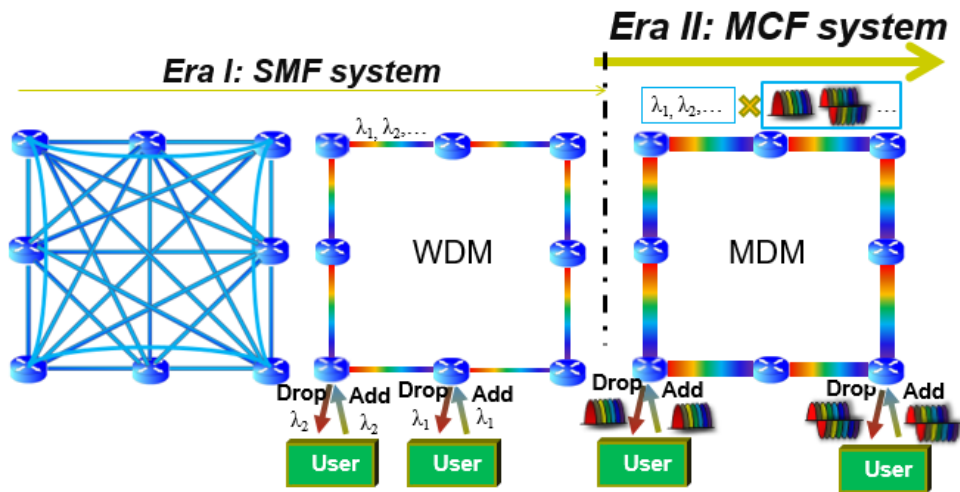 Era II: MCF system
Era I: SMF system
λ1, λ2,...
...
λ1, λ2,...
WDM
MDM
Drop Add
λ2 λ2
Drop Add
λ1 λ1
Drop Add
Drop Add
User
User
User
User